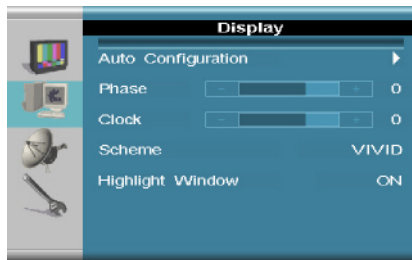 Display
Auto Configuration
Phase - + 0
Clock - + 0
Scheme VIVID
Highlight Window ON